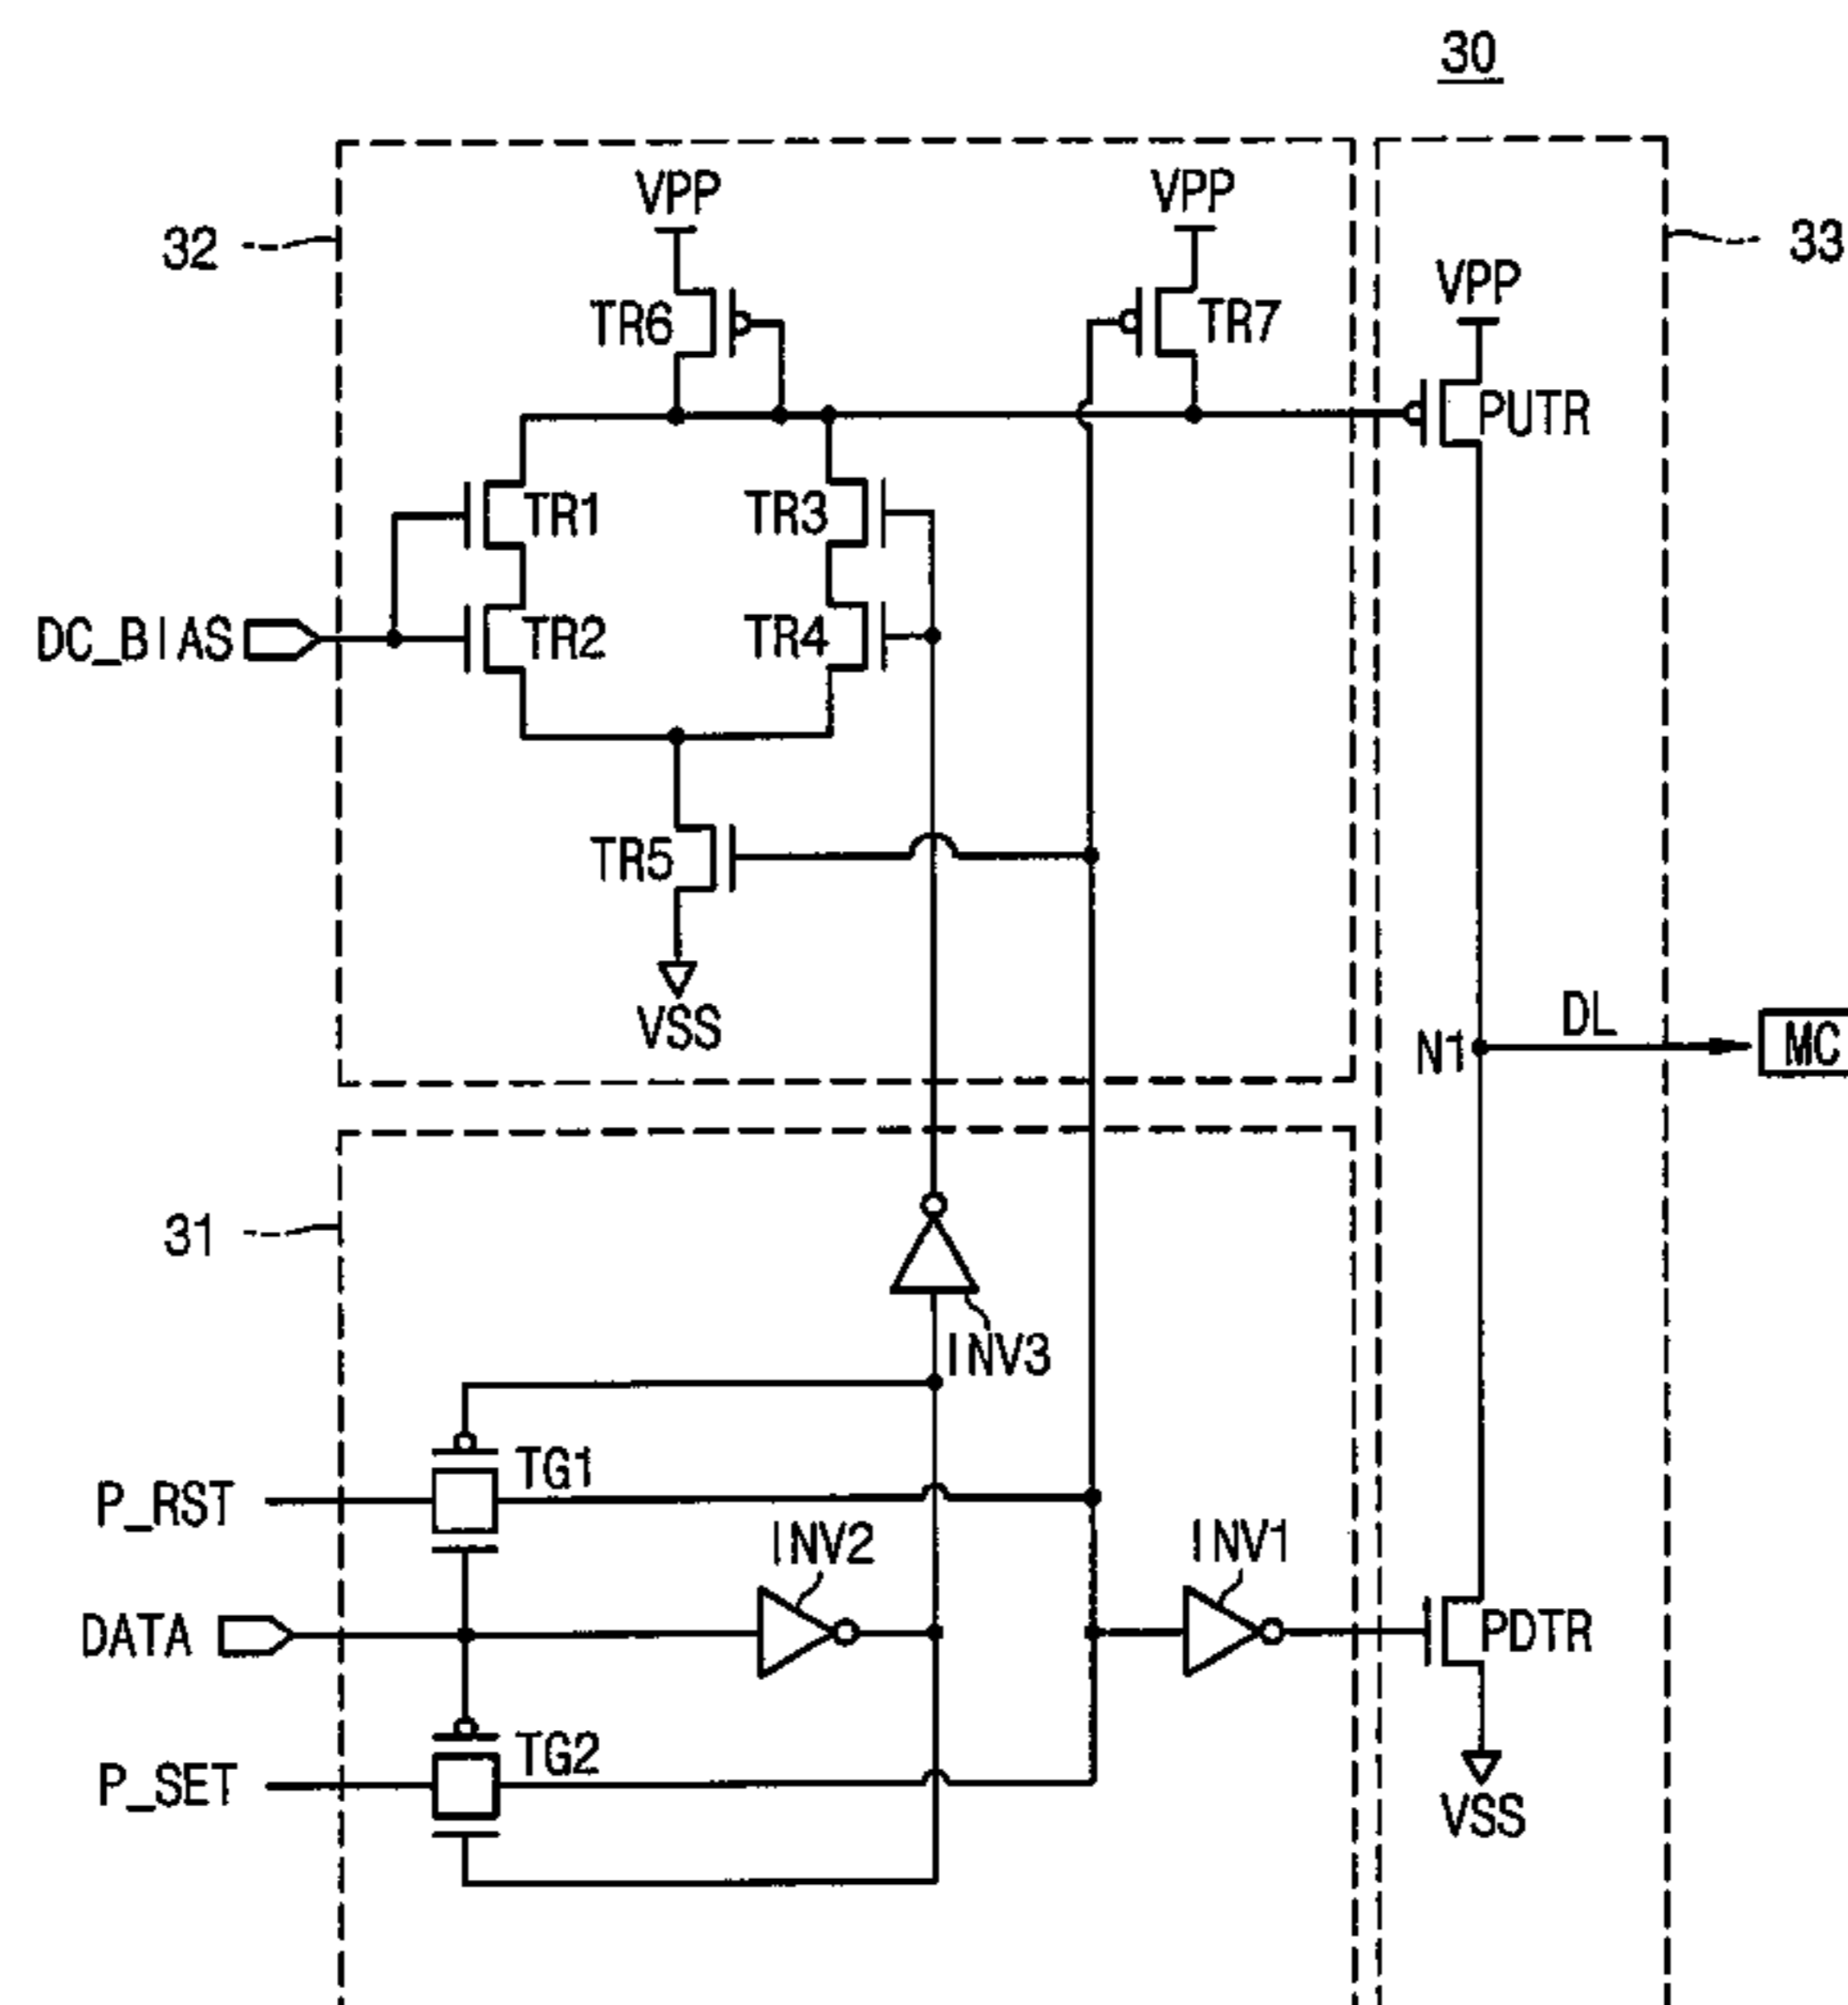 30
VPP
VPP
32
33
VPP
TR6
TR7
PUTR
TR1
TR3
DC_BIAS
TR2
TR4
TR5
VSS
DL
N1
MC
31
INV3
P_RST
TG1
INV2
INV1
DATA
PDTR
TG2
P_SET
VSS